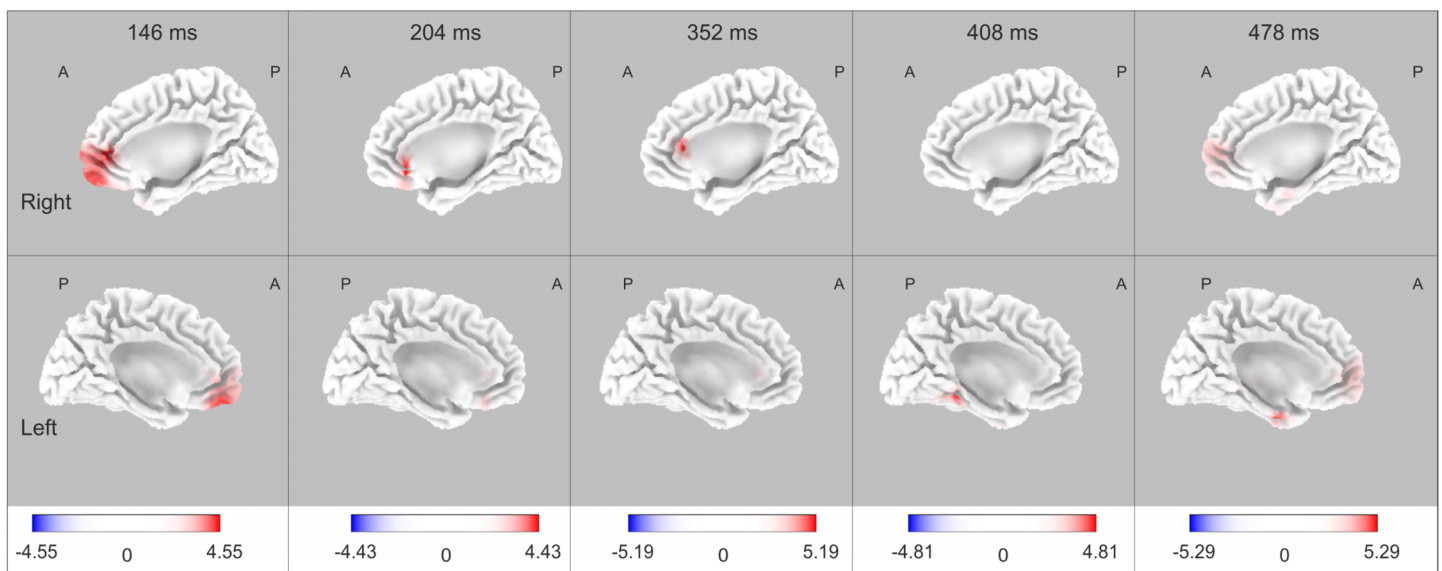 146 ms 204 ms 352 ms 408 ms 478 ms
A P A P A P A P A P
Right
P A P A P A P A P A
Left
-4.55 0 4.55 -4.43 0 4.43 -5.19 0 5.19 -4.81 0 4.81 -5.29 0 5.29